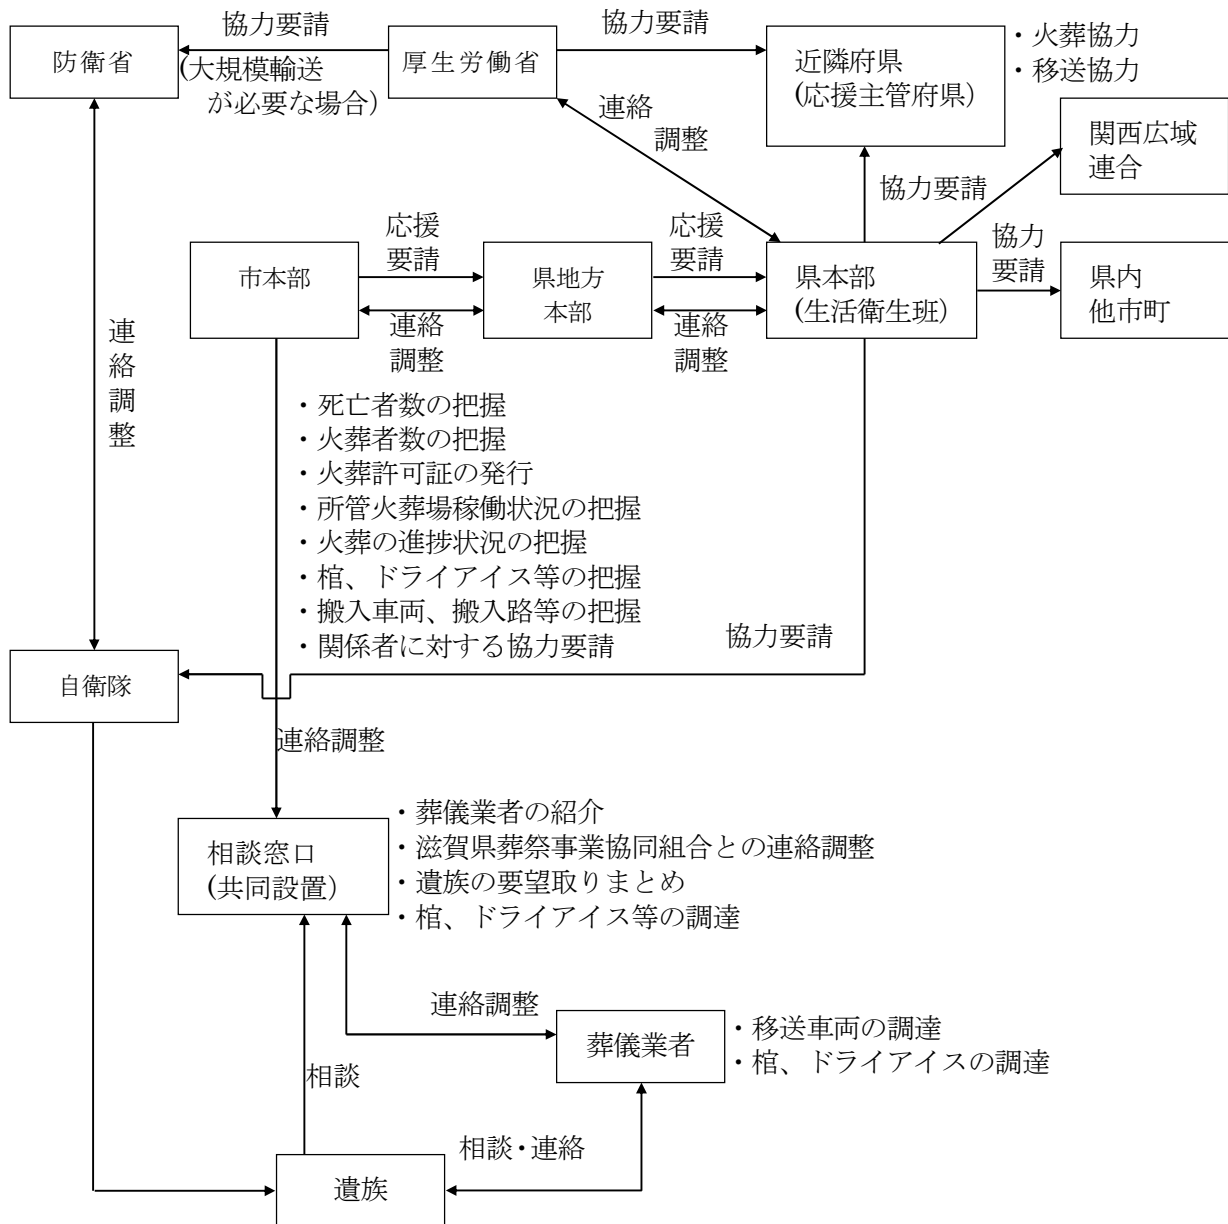 協力要請
協力要請
防衛省
厚生労働省
近隣府県
(応援主管府県）
・火葬協力
・移送協力
(大規模輸送
が必要な場合）
連絡
調整
関西広域
連合
協力要請
応援
要請
応援
要請
協力
要請
市本部
県地方
本部
県本部
(生活衛生班）
県内
他市町
連絡
調整
連絡
調整
連絡調整
・死亡者数の把握
・火葬者数の把握
・火葬許可証の発行
・所管火葬場稼働状況の把握
・火葬の進捗状況の把握
・棺、ドライアイス等の把握
・搬入車両、搬入路等の把握
・関係者に対する協力要請
協力要請
自衛隊
連絡調整
相談窓口
(共同設置）
・葬儀業者の紹介
・滋賀県葬祭事業協同組合との連絡調整
・遺族の要望取りまとめ
・棺、ドライアイス等の調達
連絡調整
葬儀業者
・移送車両の調達
・棺、ドライアイスの調達
相談
相談・連絡
遺族